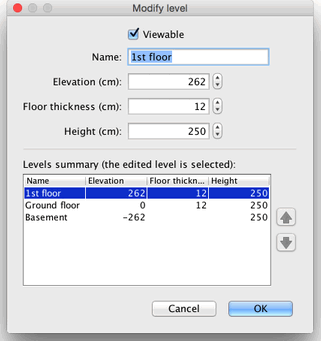 Modify level
Viewable
Name: 1st floor
Elevation (cm): 262
Floor thickness (cm): 12
Height (cm): 250
Levels summary (the edited level is selected):
Name Elevation Floor thickn... Height
1st floor 262 12 250
Ground floor 0 12 250
Basement -262 250
Cancel OK